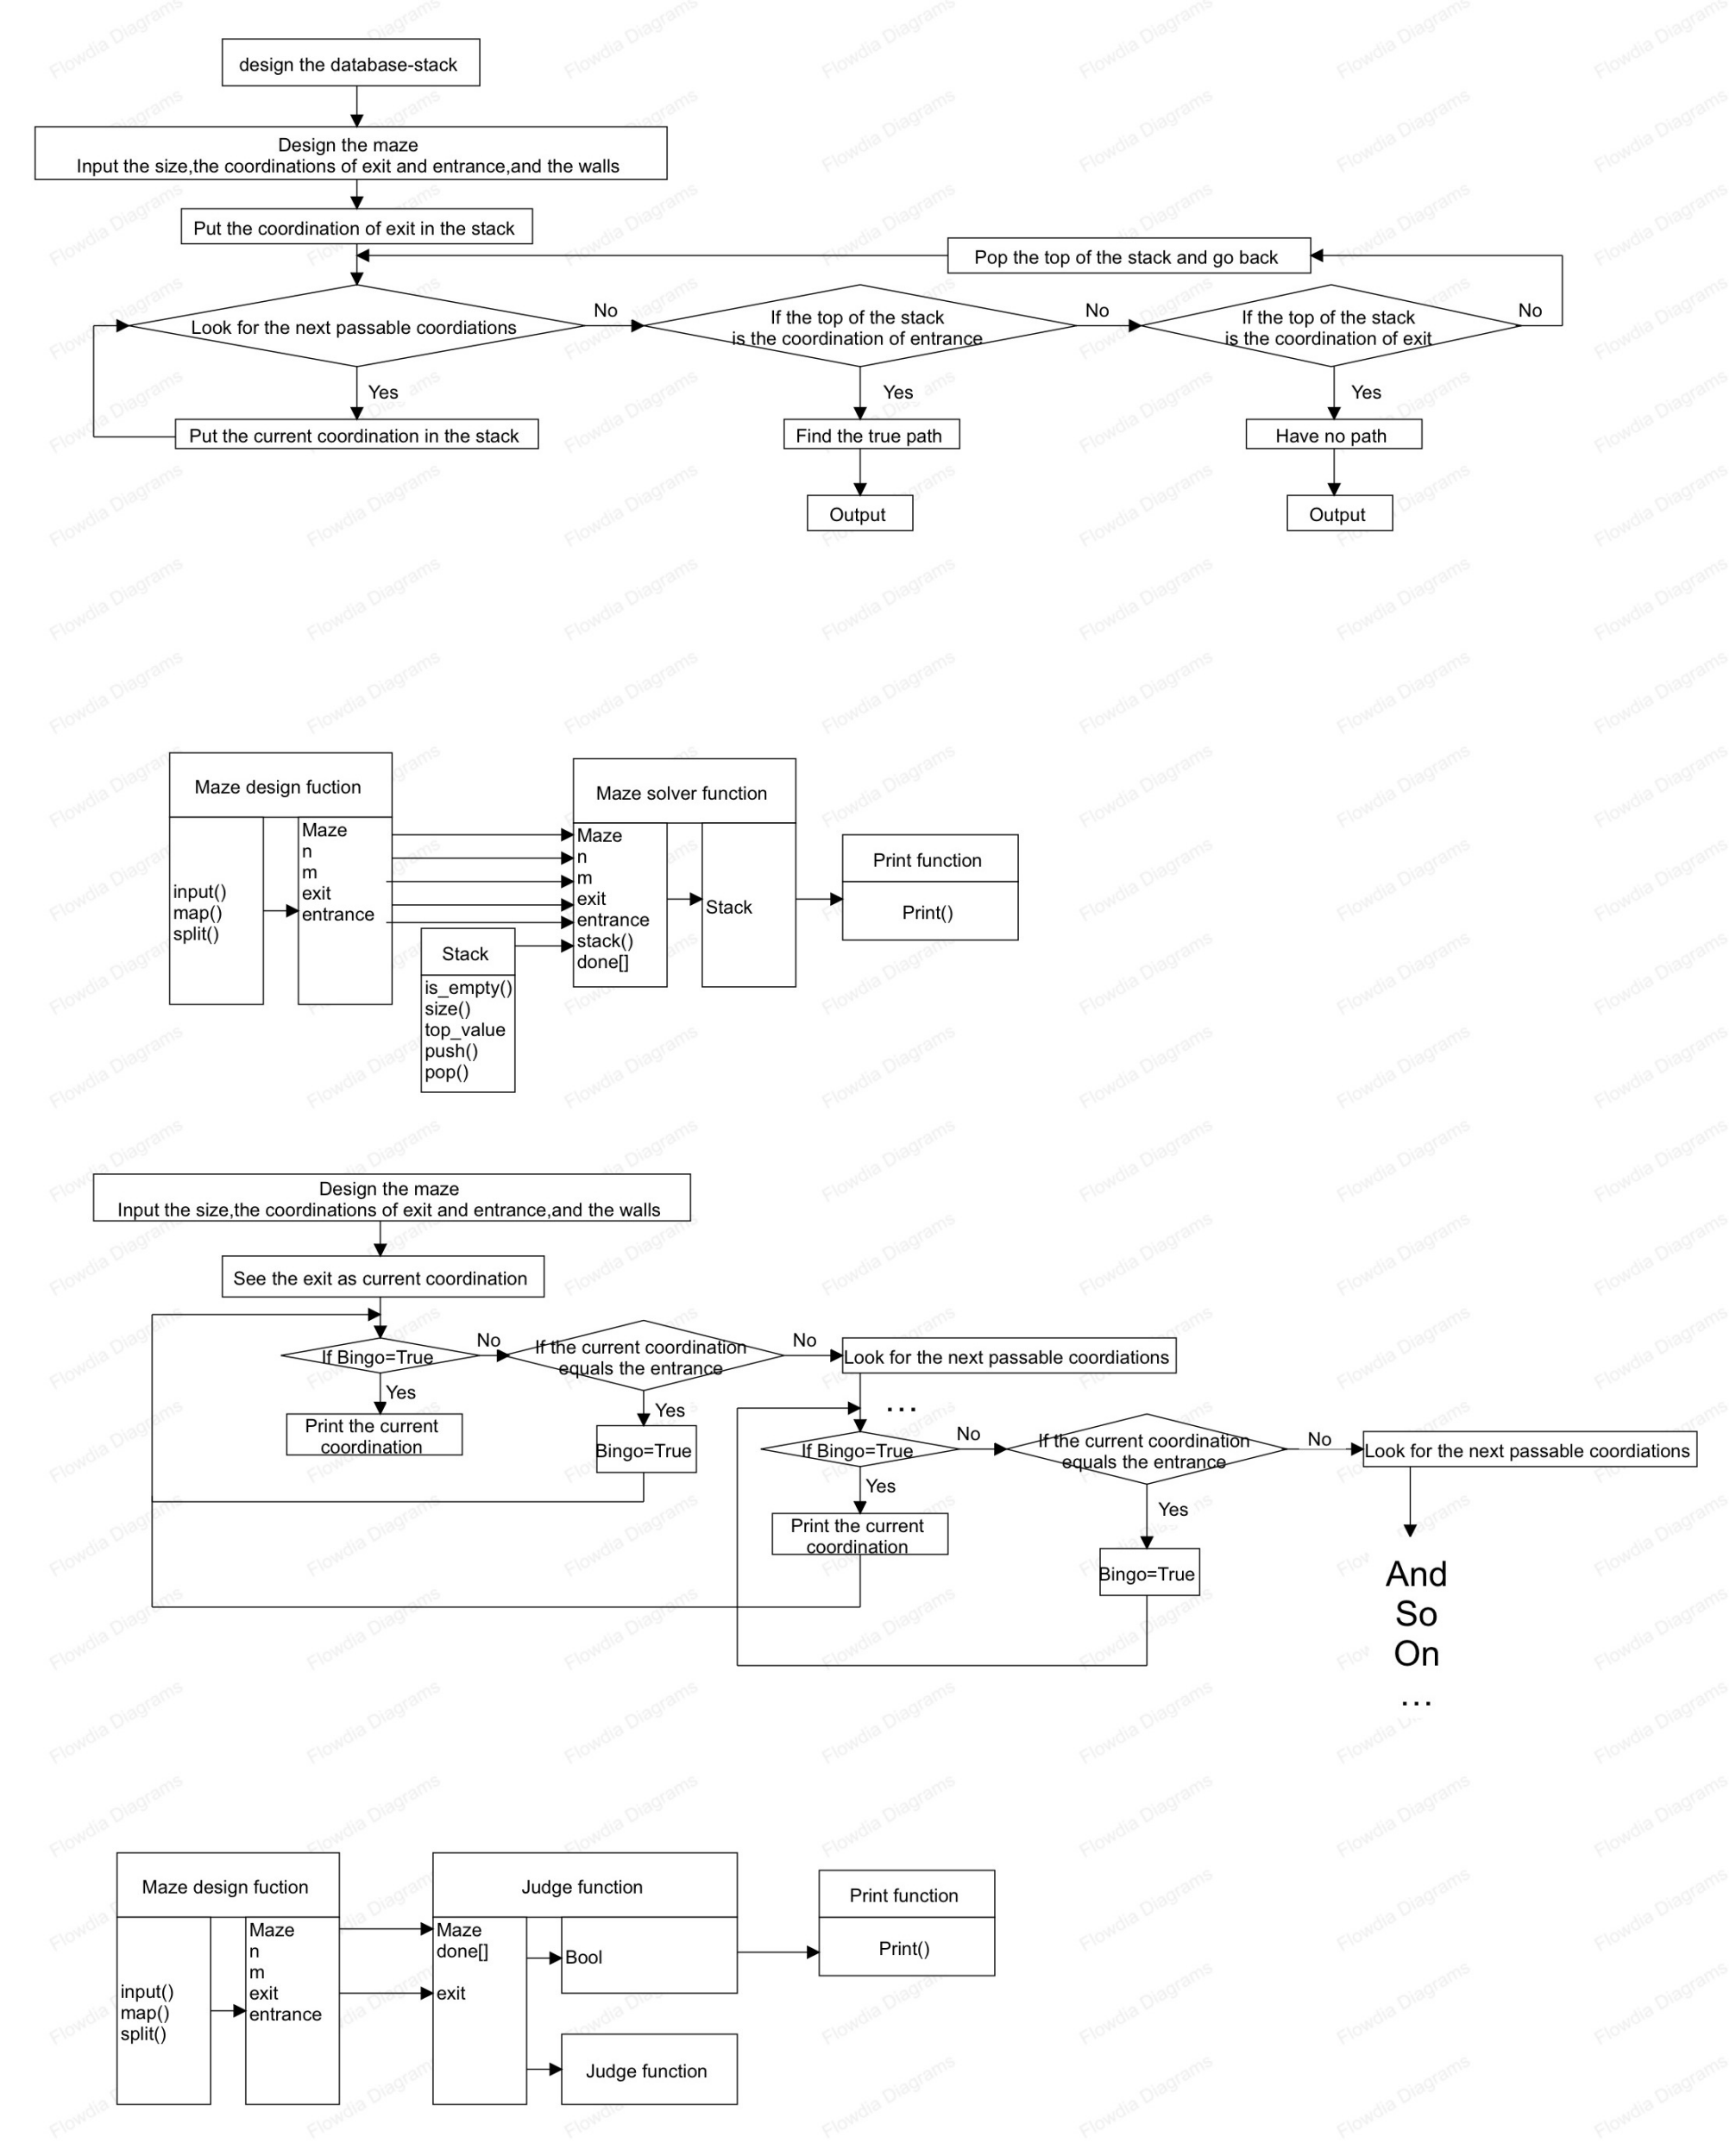 design the database-stack
Design the maze
Input the size,the coordinations of exit and entrance,and the walls
Put the coordination of exit in the stack
Pop the top of the stack and go back
Look for the next passable coordiations
No
If the top of the stack
is the coordination of entrance
No
If the top of the stack
is the coordination of exit
No
Yes
Yes
Yes
Put the current coordination in the stack
Find the true path
Have no path
Output
Output
Maze design fuction
input()
map()
split()
Maze
n
m
exit
entrance
Stack
is_empty()
size()
top_value
push()
pop()
Maze solver function
Maze
n
m
exit
entrance
stack()
done[]
Stack
Print function
Print()
Design the maze
Input the size,the coordinations of exit and entrance,and the walls
See the exit as current coordination
If Bingo=True
No
If the current coordination
equals the entrance
No
Look for the next passable coordiations
Yes
Print the current
coordination
Yes
Bingo=True
...
If Bingo=True
No
If the current coordination
equals the entrance
No
Look for the next passable coordiations
Yes
Print the current
coordination
Yes
Bingo=True
And
So
On
...
Maze design fuction
input()
map()
split()
Maze
n
m
exit
entrance
Judge function
Maze
done[]
exit
Bool
Judge function
Print function
Print()
Flowdia Diagrams